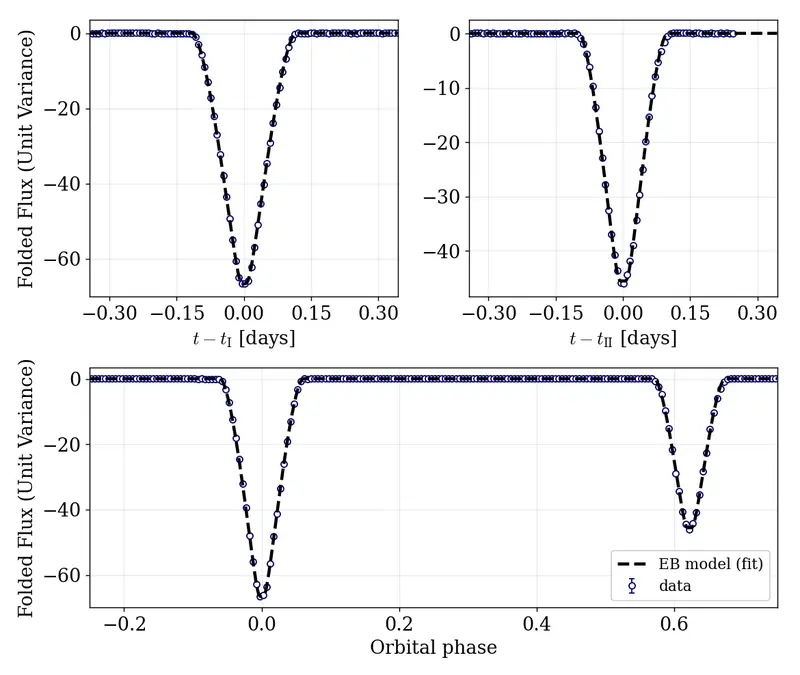 Folded Flux (Unit Variance)
0
−20
−40
−60
−0.30 −0.15 0.00 0.15 0.30
t − tI [days]
0
−10
−20
−30
−40
−0.30 −0.15 0.00 0.15 0.30
t − tII [days]
Folded Flux (Unit Variance)
0
−20
−40
−60
EB model (fit)
data
−0.2 0.0 0.2 0.4 0.6
Orbital phase